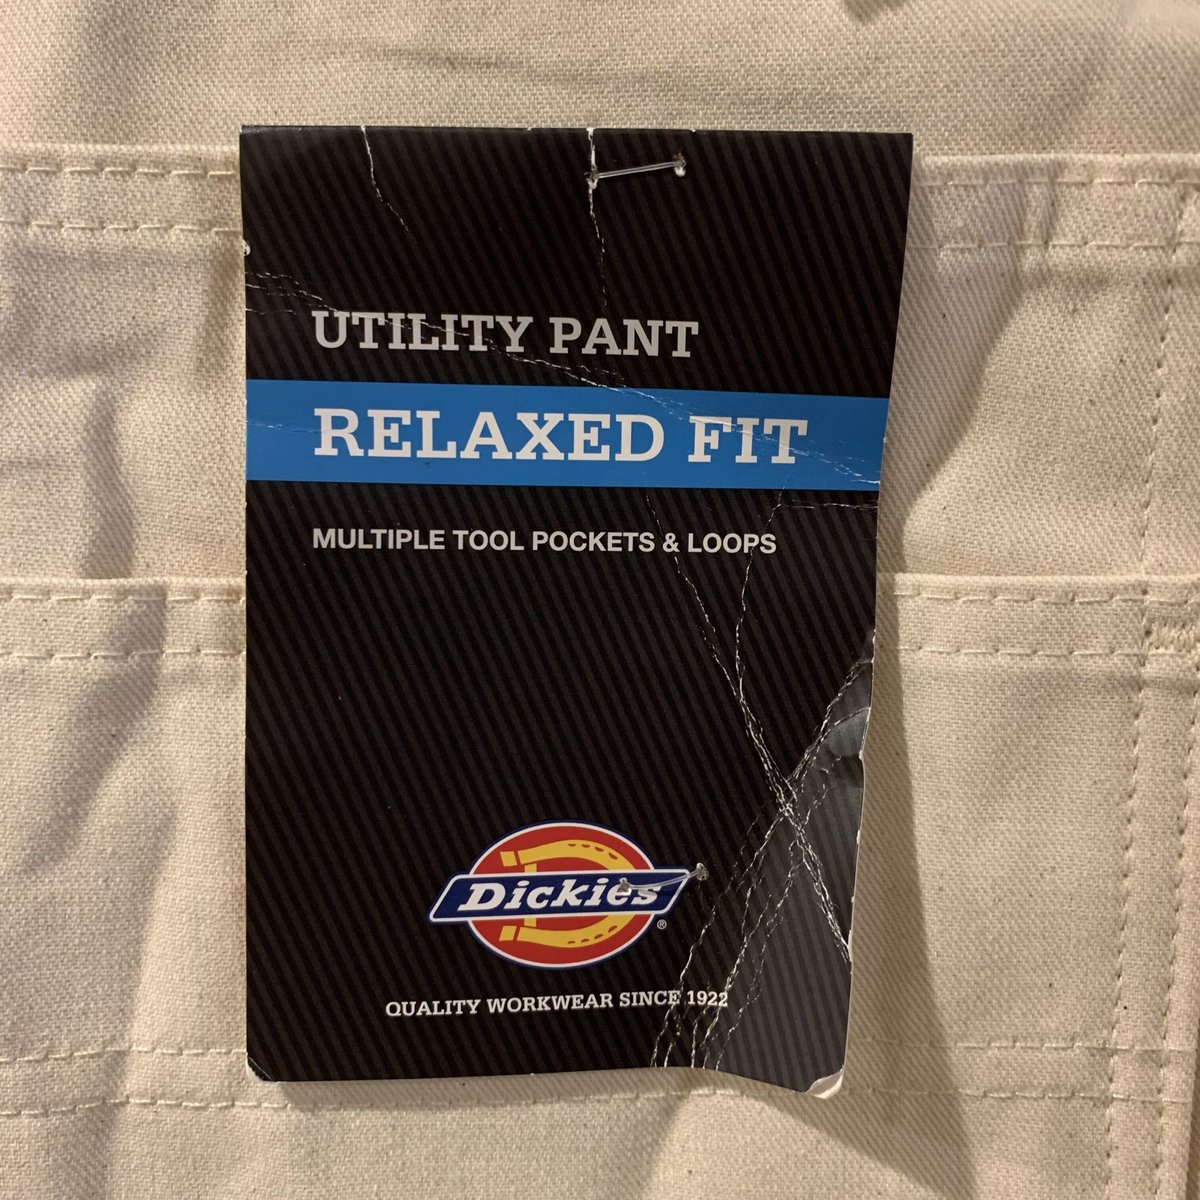 UTILITY PANT
RELAXED FIT
MULTIPLE TOOL POCKETS & LOOPS
Dickies®
QUALITY WORKWEAR SINCE 1922